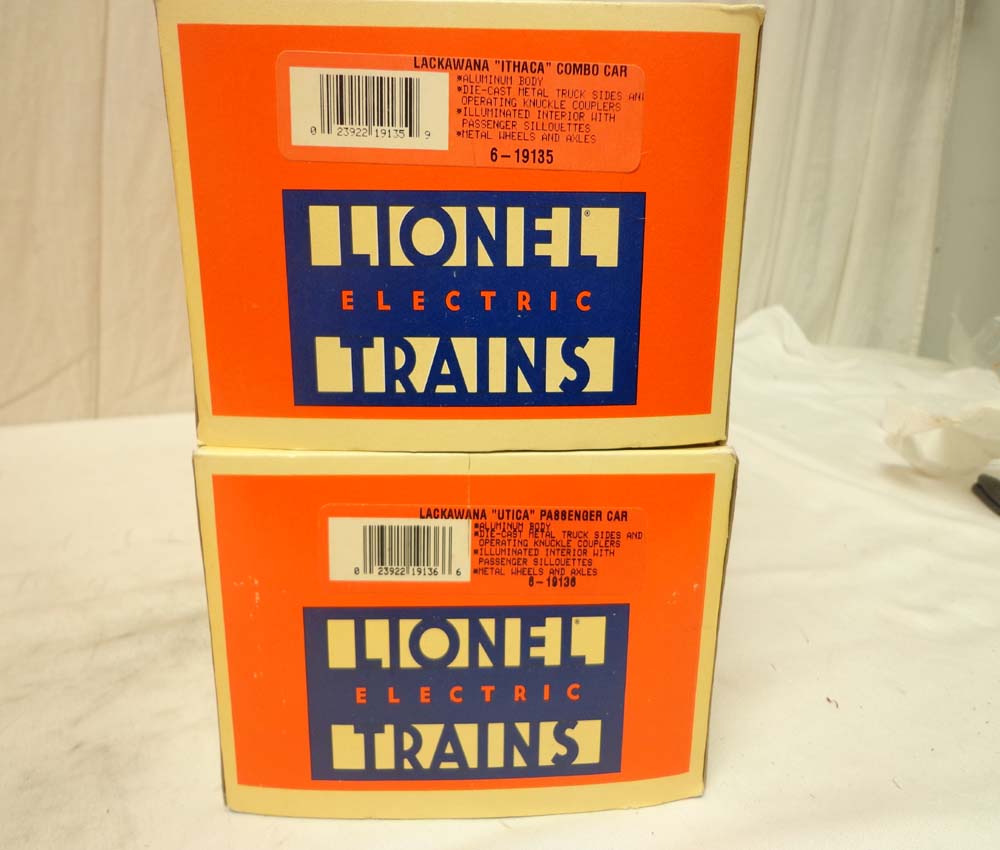 LACKAWANA "ITHACA" COMBO CAR
*ALUMINUM BODY
*DIE-CAST METAL TRUCK SIDES AN
OPERATING KNUCKLE COUPLERS
*ILLUMINATED INTERIOR WITH
PASSENGER SILLOUETTES
*METAL WHEELS AND AXLES
0 23922 19135 9
6-19135
LIONEL®
ELECTRIC
TRAINS
LACKAWANA "UTICA" PASSENGER CAR
*ALUMINUM BODY
*DIE-CAST METAL TRUCK SIDES AND
OPERATING KNUCKLE COUPLERS
*ILLUMINATED INTERIOR WITH
PASSENGER SILLOUETTES
*METAL WHEELS AND AXLES
0 23922 19136 6
6-19136
LIONEL®
ELECTRIC
TRAINS